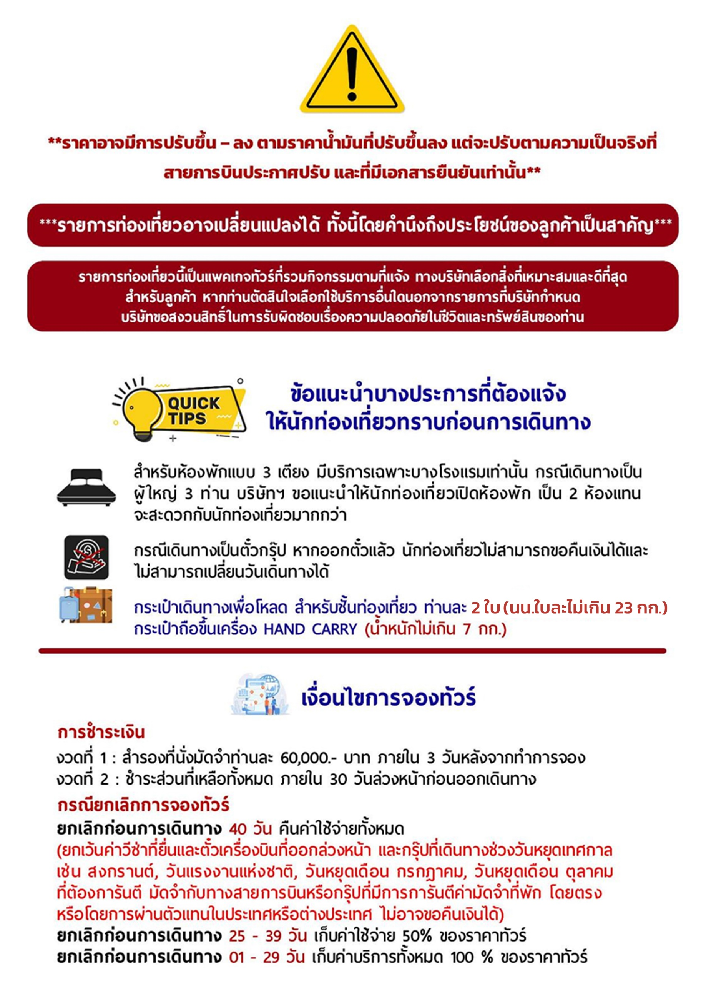 **ราคาอาจมีการปรับขึ้น – ลง ตามราคาน้ำมันที่ปรับขึ้นลง แต่จะปรับตามความเป็นจริงที่
สายการบินประกาศปรับ และที่มีเอกสารยืนยันเท่านั้น**
***รายการท่องเที่ยวอาจเปลี่ยนแปลงได้ ทั้งนี้โดยคำนึงถึงประโยชน์ของลูกค้าเป็นสาคัญ***
รายการท่องเที่ยวนี้เป็นแพคเกจทัวร์ที่รวมกิจกรรมตามที่แจ้ง ทางบริษัทเลือกสิ่งที่เหมาะสมและดีที่สุด
สำหรับลูกค้า หากท่านตัดสินใจเลือกใช้บริการอื่นใดนอกจากรายการที่บริษัทกำหนด
บริษัทขอสงวนสิทธิ์ในการรับผิดชอบเรื่องความปลอดภัยในชีวิตและทรัพย์สินของท่าน
QUICK
TIPS
ข้อแนะนำบางประการที่ต้องแจ้ง
ให้นักท่องเที่ยวทราบก่อนการเดินทาง
สำหรับห้องพักแบบ 3 เตียง มีบริการเฉพาะบางโรงแรมเท่านั้น กรณีเดินทางเป็น
ผู้ใหญ่ 3 ท่าน บริษัทฯ ขอแนะนำให้นักท่องเที่ยวเปิดห้องพัก เป็น 2 ห้องแทน
จะสะดวกกับนักท่องเที่ยวมากกว่า
กรณีเดินทางเป็นตั๋วกรุ๊ป หากออกตั๋วแล้ว นักท่องเที่ยวไม่สามารถขอคืนเงินได้และ
ไม่สามารถเปลี่ยนวันเดินทางได้
กระเป๋าเดินทางเพื่อโหลด สำหรับชั้นท่องเที่ยว ท่านละ 2 ใบ (นน.ใบละไม่เกิน 23 กก.)
กระเป๋าถือขึ้นเครื่อง HAND CARRY (น้ำหนักไม่เกิน 7 กก.)
เงื่อนไขการจองทัวร์
การชำระเงิน
งวดที่ 1 : สำรองที่นั่งมัดจำท่านละ 60,000.- บาท ภายใน 3 วันหลังจากทำการจอง
งวดที่ 2 : ชำระส่วนที่เหลือทั้งหมด ภายใน 30 วันล่วงหน้าก่อนออกเดินทาง
กรณียกเลิกการจองทัวร์
ยกเลิกก่อนการเดินทาง 40 วัน คืนค่าใช้จ่ายทั้งหมด
(ยกเว้นค่าวีซ่าที่ยื่นและตั๋วเครื่องบินที่ออกล่วงหน้า และกรุ๊ปที่เดินทางช่วงวันหยุดเทศกาล
เช่น สงกรานต์, วันแรงงานแห่งชาติ, วันหยุดเดือน กรกฎาคม, วันหยุดเดือน ตุลาคม
ที่ต้องการันตี มัดจำกับทางสายการบินหรือกรุ๊ปที่มีการการันตีค่ามัดจำที่พัก โดยตรง
หรือโดยการผ่านตัวแทนในประเทศหรือต่างประเทศ ไม่อาจขอคืนเงินได้)
ยกเลิกก่อนการเดินทาง 25 - 39 วัน เก็บค่าใช้จ่าย 50% ของราคาทัวร์
ยกเลิกก่อนการเดินทาง 01 - 29 วัน เก็บค่าบริการทั้งหมด 100 % ของราคาทัวร์